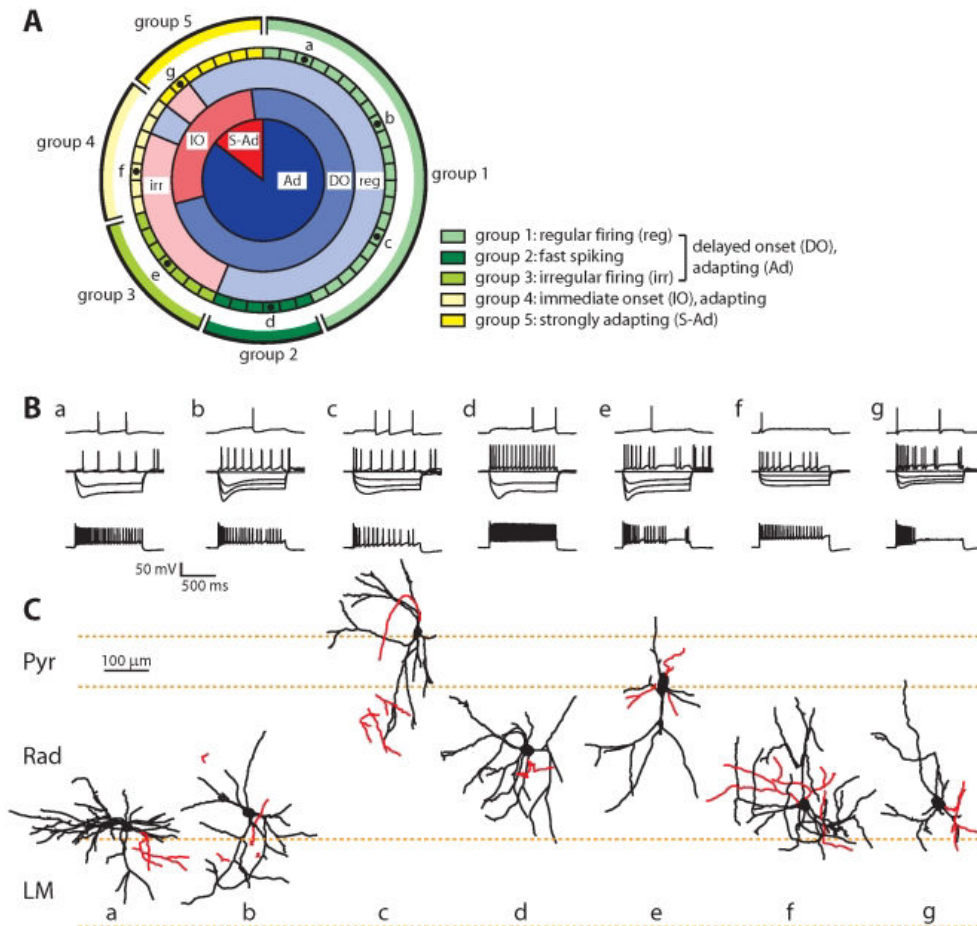 A
group 5
a
g
b
group 4
IO
S-Ad
f
irr
Ad
DO
reg
group 1
c
e
group 3
d
group 2
group 1: regular firing (reg)
group 2: fast spiking
group 3: irregular firing (irr)
group 4: immediate onset (IO), adapting
group 5: strongly adapting (S-Ad)
delayed onset (DO),
adapting (Ad)
B
a b c d e f g
50 mV
500 ms
C
Pyr
100 µm
Rad
LM
a b c d e f g